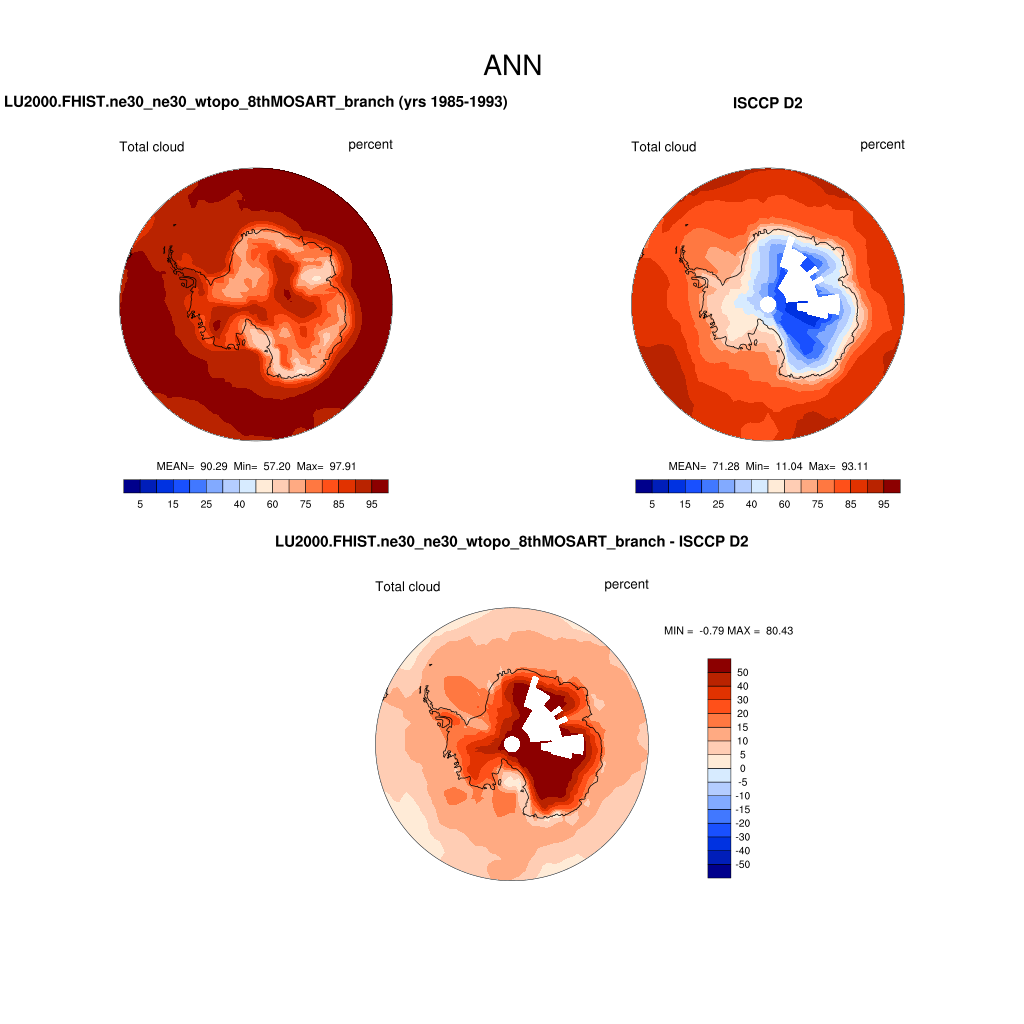 ANN
LU2000.FHIST.ne30_ne30_wtopo_8thMOSART_branch (yrs 1985-1993)
Total cloud percent
MEAN= 90.29 Min= 57.20 Max= 97.91
5 15 25 40 60 75 85 95
ISCCP D2
Total cloud percent
MEAN= 71.28 Min= 11.04 Max= 93.11
5 15 25 40 60 75 85 95
LU2000.FHIST.ne30_ne30_wtopo_8thMOSART_branch - ISCCP D2
Total cloud percent
MIN = -0.79 MAX = 80.43
50
40
30
20
15
10
5
0
-5
-10
-15
-20
-30
-40
-50